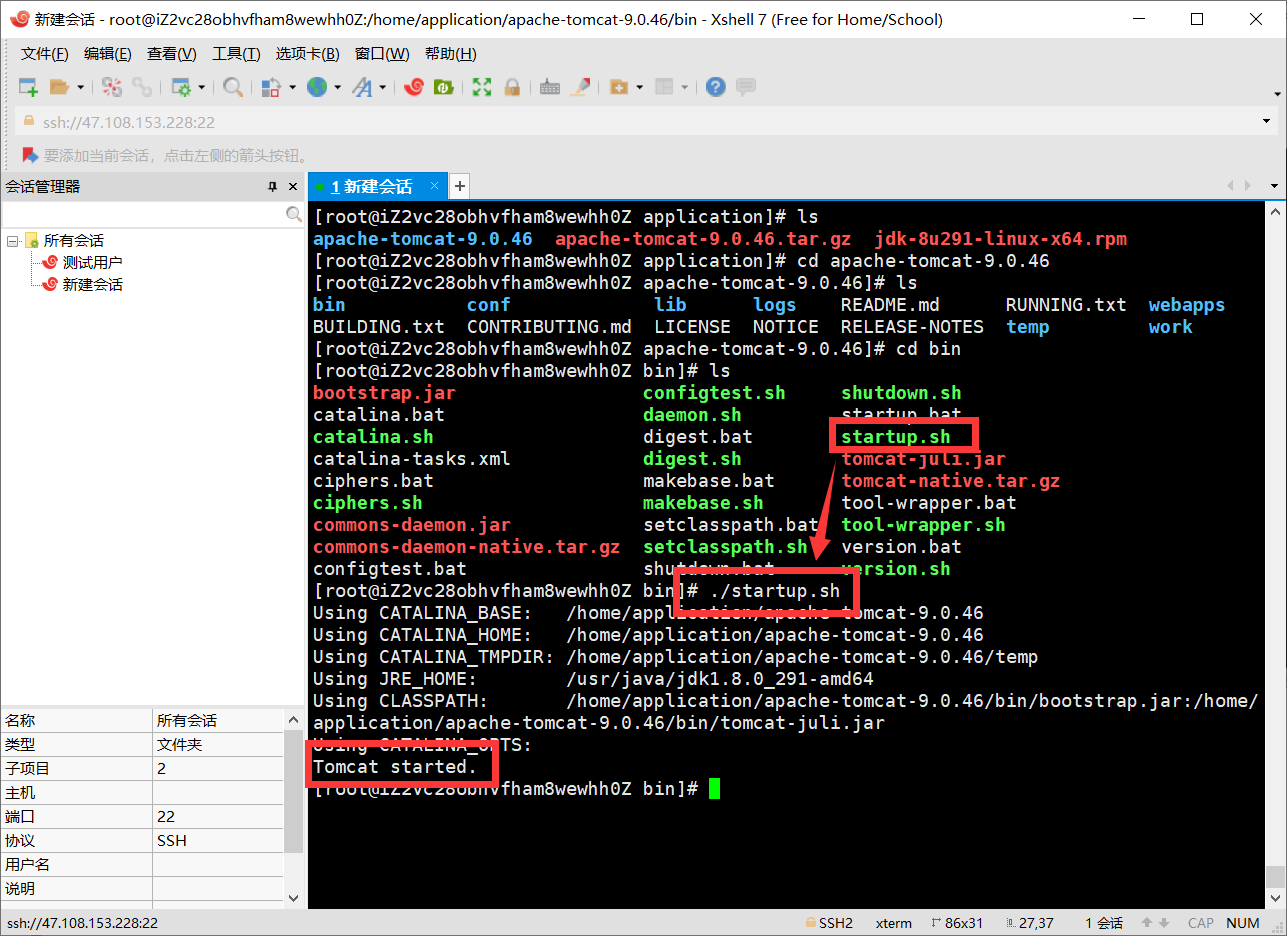 新建会话 - root@iZ2vc28obhvfham8wewhh0Z:/home/application/apache-tomcat-9.0.46/bin - Xshell 7 (Free for Home/School)
文件(F) 编辑(E) 查看(V) 工具(T) 选项卡(B) 窗口(W) 帮助(H)
ssh://47.108.153.228:22
要添加当前会话，点击左侧的箭头按钮。
会话管理器
所有会话
测试用户
新建会话
名称 所有会话
类型 文件夹
子项目 2
主机
端口 22
协议 SSH
用户名
说明
1 新建会话
[root@iZ2vc28obhvfham8wewhh0Z application]# ls
apache-tomcat-9.0.46 apache-tomcat-9.0.46.tar.gz jdk-8u291-linux-x64.rpm
[root@iZ2vc28obhvfham8wewhh0Z application]# cd apache-tomcat-9.0.46
[root@iZ2vc28obhvfham8wewhh0Z apache-tomcat-9.0.46]# ls
bin conf lib logs README.md RUNNING.txt webapps
BUILDING.txt CONTRIBUTING.md LICENSE NOTICE RELEASE-NOTES temp work
[root@iZ2vc28obhvfham8wewhh0Z apache-tomcat-9.0.46]# cd bin
[root@iZ2vc28obhvfham8wewhh0Z bin]# ls
bootstrap.jar configtest.sh shutdown.sh
catalina.bat daemon.sh startup.bat
catalina.sh digest.bat startup.sh
catalina-tasks.xml digest.sh tomcat-juli.jar
ciphers.bat makebase.bat tomcat-native.tar.gz
ciphers.sh makebase.sh tool-wrapper.bat
commons-daemon.jar setclasspath.bat tool-wrapper.sh
commons-daemon-native.tar.gz setclasspath.sh version.bat
configtest.bat shutdown.bat version.sh
[root@iZ2vc28obhvfham8wewhh0Z bin]# ./startup.sh
Using CATALINA_BASE: /home/application/apache-tomcat-9.0.46
Using CATALINA_HOME: /home/application/apache-tomcat-9.0.46
Using CATALINA_TMPDIR: /home/application/apache-tomcat-9.0.46/temp
Using JRE_HOME: /usr/java/jdk1.8.0_291-amd64
Using CLASSPATH: /home/application/apache-tomcat-9.0.46/bin/bootstrap.jar:/home/
application/apache-tomcat-9.0.46/bin/tomcat-juli.jar
Using CATALINA_OPTS:
Tomcat started.
[root@iZ2vc28obhvfham8wewhh0Z bin]#
ssh://47.108.153.228:22 SSH2 xterm 86x31 27,37 1 会话 CAP NUM